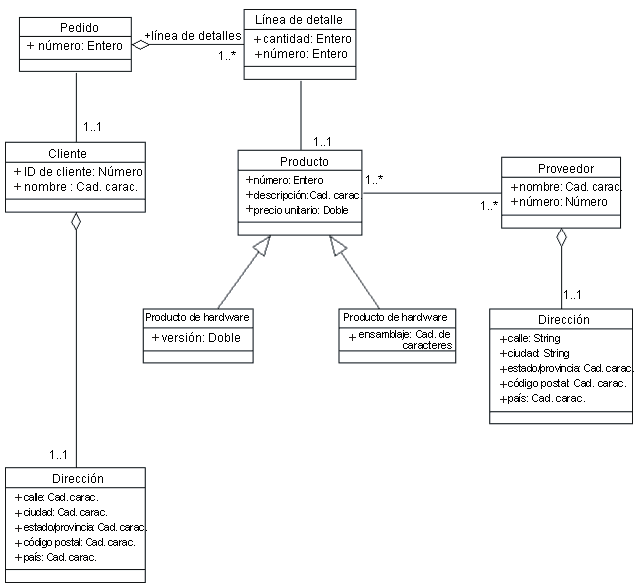 Pedido
+ número: Entero
+línea de detalles
1..*
Línea de detalle
+ cantidad: Entero
+ número: Entero
1..1
1..1
Cliente
+ ID de cliente: Número
+ nombre : Cad. carac.
Producto
+número: Entero
+descripción:Cad. carac
+precio unitario: Doble
1..*
1..*
Proveedor
+nombre: Cad. carac.
+número: Número
Producto de hardware
+ versión: Doble
Producto de hardware
+ ensamblaje: Cad. de
caracteres
1..1
Dirección
+ calle: String
+ ciudad: String
+ estado/provincia: Cad. carac.
+ código postal: Cad. carac.
+ país: Cad. carac.
1..1
Dirección
+ calle: Cad. carac.
+ ciudad: Cad. carac.
+ estado/provincia: Cad. carac.
+ código postal: Cad. carac.
+ país: Cad. carac.